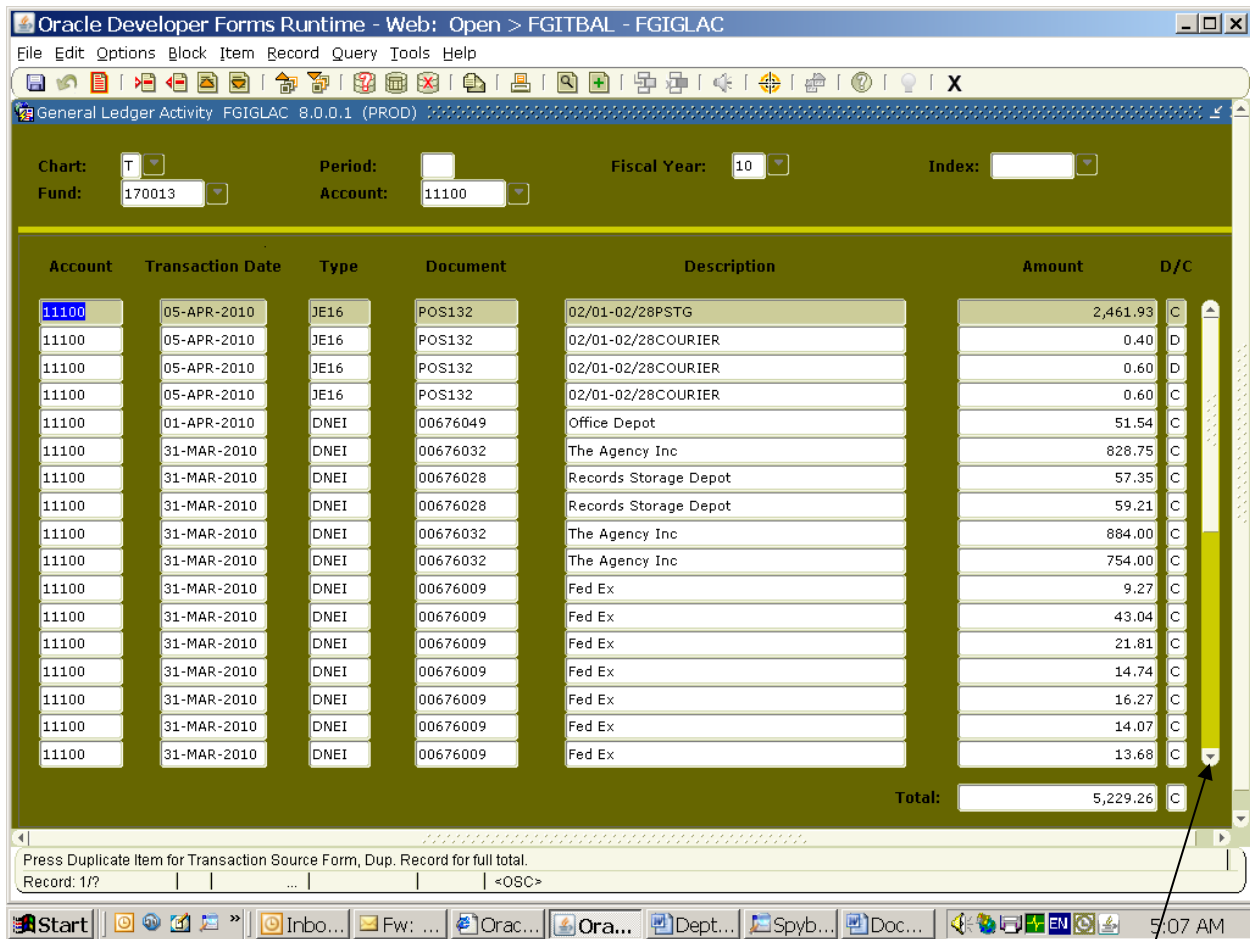 Oracle Developer Forms Runtime - Web: Open > FGITBAL - FGIGLAC
File Edit Options Block Item Record Query Tools Help
X
General Ledger Activity FGIGLAC 8.0.0.1 (PROD)
Chart: T Period: Fiscal Year: 10 Index:
Fund: 170013 Account: 11100
Account Transaction Date Type Document Description Amount D/C
11100 05-APR-2010 JE16 POS132 02/01-02/28PSTG 2,461.93 C
11100 05-APR-2010 JE16 POS132 02/01-02/28COURIER 0.40 D
11100 05-APR-2010 JE16 POS132 02/01-02/28COURIER 0.60 D
11100 05-APR-2010 JE16 POS132 02/01-02/28COURIER 0.60 C
11100 01-APR-2010 DNEI 00676049 Office Depot 51.54 C
11100 31-MAR-2010 DNEI 00676032 The Agency Inc 828.75 C
11100 31-MAR-2010 DNEI 00676028 Records Storage Depot 57.35 C
11100 31-MAR-2010 DNEI 00676028 Records Storage Depot 59.21 C
11100 31-MAR-2010 DNEI 00676032 The Agency Inc 884.00 C
11100 31-MAR-2010 DNEI 00676032 The Agency Inc 754.00 C
11100 31-MAR-2010 DNEI 00676009 Fed Ex 9.27 C
11100 31-MAR-2010 DNEI 00676009 Fed Ex 43.04 C
11100 31-MAR-2010 DNEI 00676009 Fed Ex 21.81 C
11100 31-MAR-2010 DNEI 00676009 Fed Ex 14.74 C
11100 31-MAR-2010 DNEI 00676009 Fed Ex 16.27 C
11100 31-MAR-2010 DNEI 00676009 Fed Ex 14.07 C
11100 31-MAR-2010 DNEI 00676009 Fed Ex 13.68 C
Total: 5,229.26 C
Press Duplicate Item for Transaction Source Form, Dup. Record for full total.
Record: 1/? ... <OSC>
Start » Inbo... Fw: ... Orac... Ora... Dept... Spyb... Doc... EN 5:07 AM